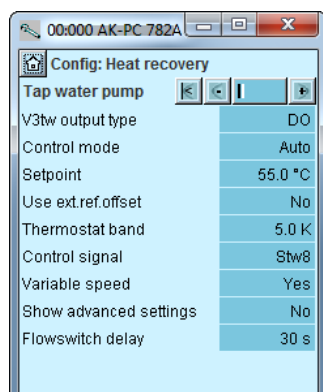 00:000 AK-PC 782A
Config: Heat recovery
Tap water pump
V3tw output type DO
Control mode Auto
Setpoint 55.0 °C
Use ext.ref.offset No
Thermostat band 5.0 K
Control signal Stw8
Variable speed Yes
Show advanced settings No
Flowswitch delay 30 s